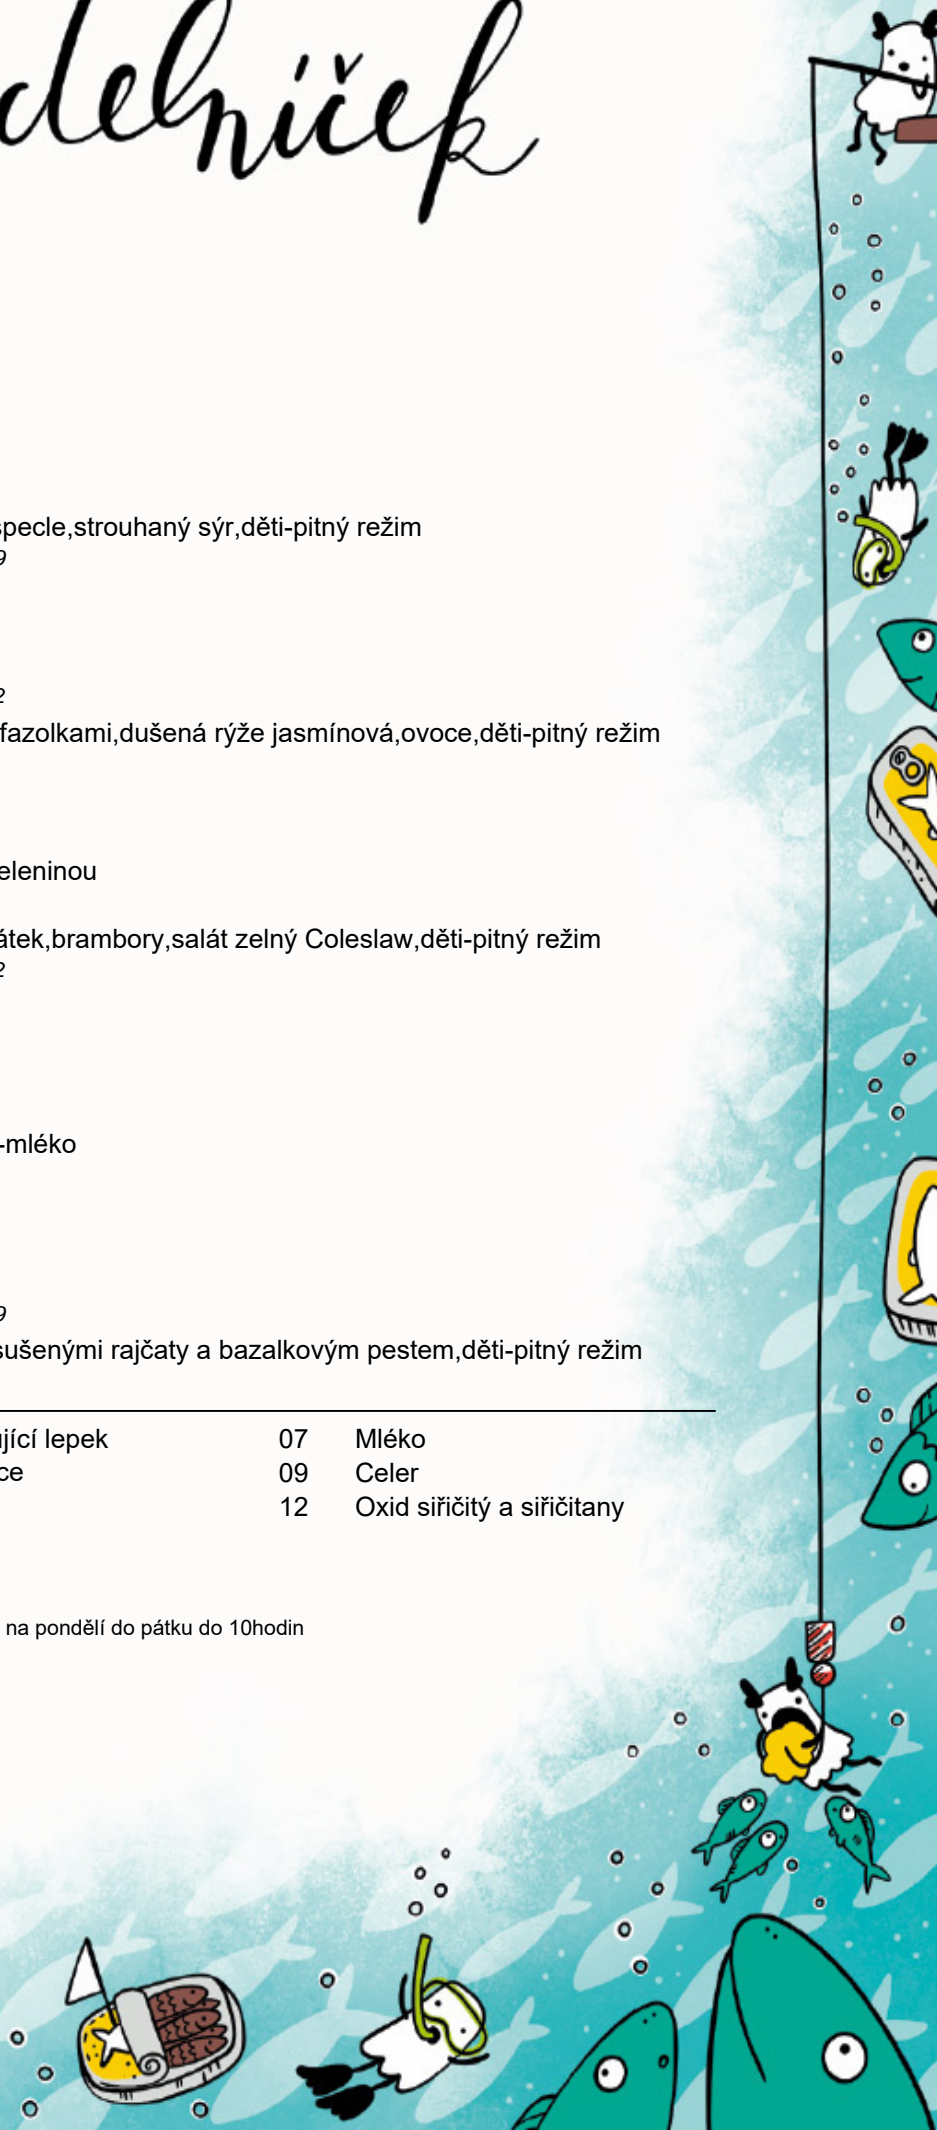 delníček
specle,strouhaný sýr,děti-pitný režim
9
2
fazolkami,dušená rýže jasmínová,ovoce,děti-pitný režim
eleninou
átek,brambory,salát zelný Coleslaw,děti-pitný režim
2
-mléko
9
sušenými rajčaty a bazalkovým pestem,děti-pitný režim
ující lepek 07 Mléko
ce 09 Celer
12 Oxid siřičitý a siřičitany
na pondělí do pátku do 10hodin